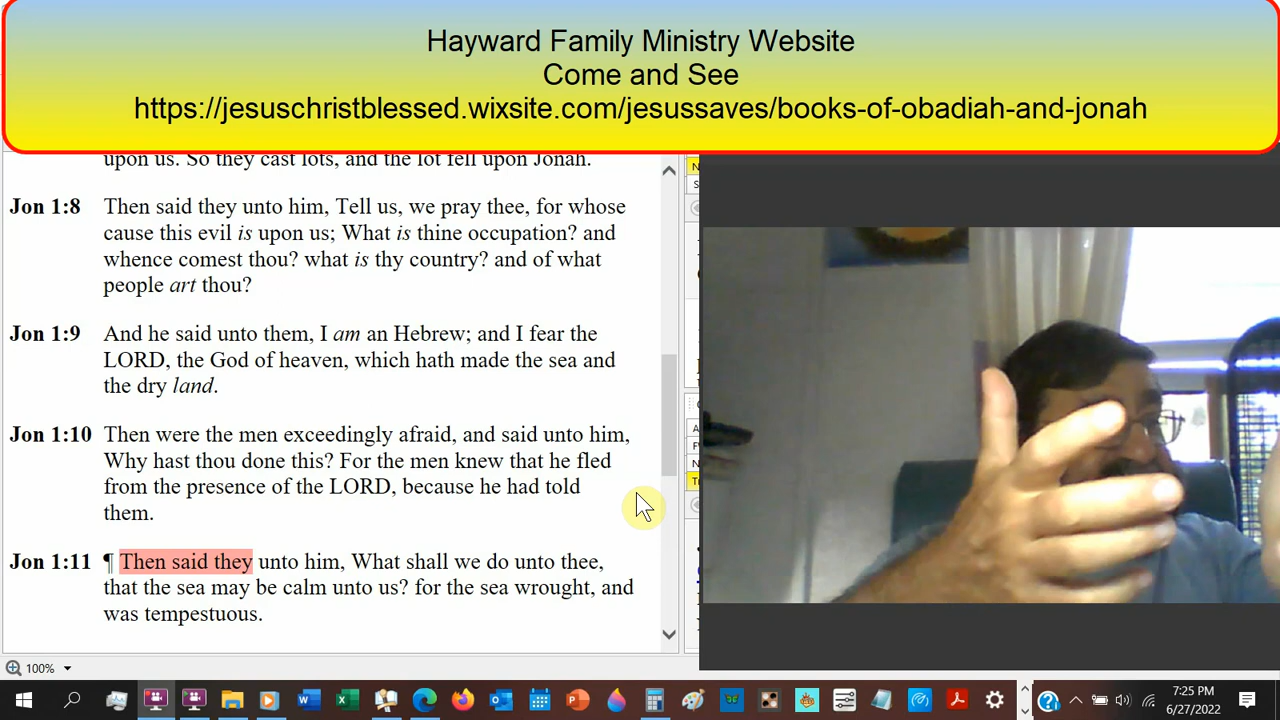 Hayward Family Ministry Website
Come and See
https://jesuschristblessed.wixsite.com/jesussaves/books-of-obadiah-and-jonah
upon us. So they cast lots, and the lot fell upon Jonah.
Jon 1:8 Then said they unto him, Tell us, we pray thee, for whose
cause this evil is upon us; What is thine occupation? and
whence comest thou? what is thy country? and of what
people art thou?
Jon 1:9 And he said unto them, I am an Hebrew; and I fear the
LORD, the God of heaven, which hath made the sea and
the dry land.
Jon 1:10 Then were the men exceedingly afraid, and said unto him,
Why hast thou done this? For the men knew that he fled
from the presence of the LORD, because he had told
them.
Jon 1:11 ¶ Then said they unto him, What shall we do unto thee,
that the sea may be calm unto us? for the sea wrought, and
was tempestuous.
100%
7:25 PM
6/27/2022